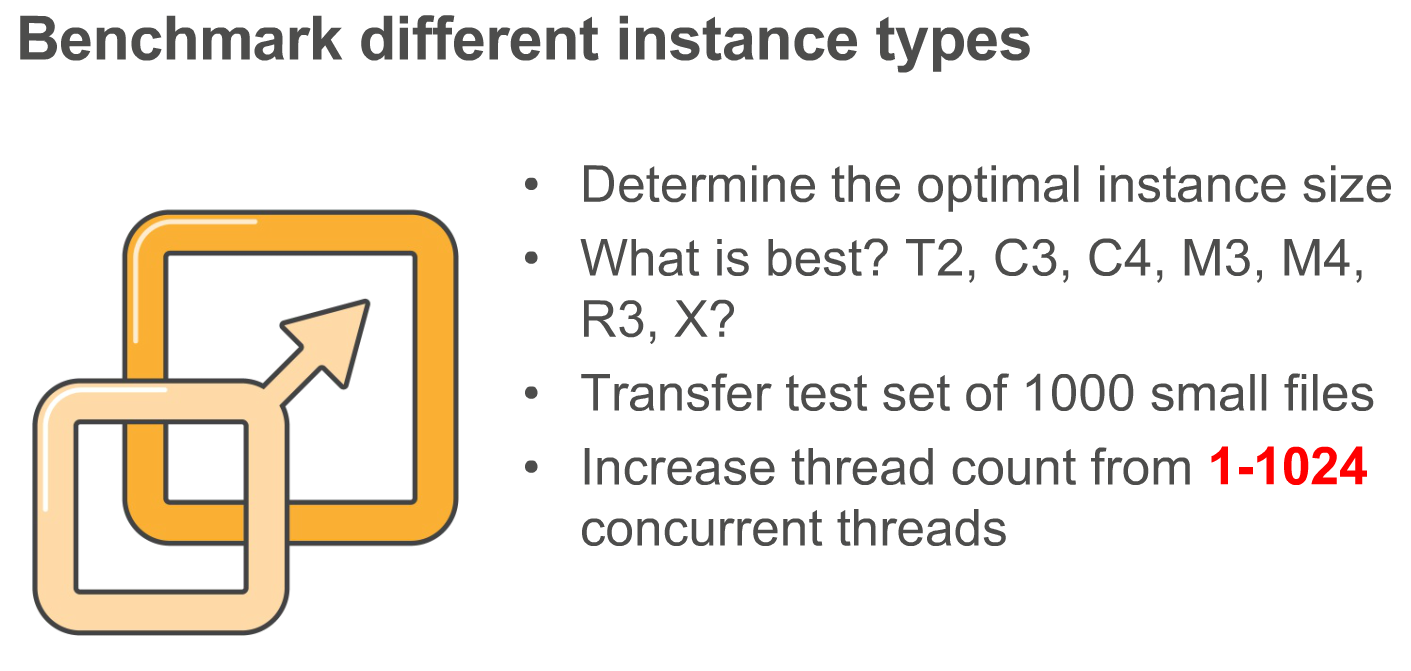 Benchmark different instance types
• Determine the optimal instance size
• What is best? T2, C3, C4, M3, M4,
R3, X?
• Transfer test set of 1000 small files
• Increase thread count from 1-1024
concurrent threads